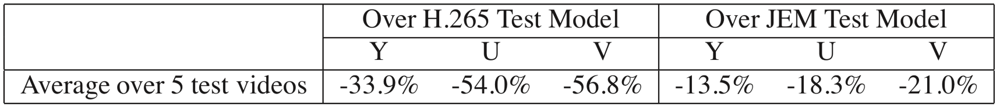 Over H.265 Test Model Over JEM Test Model
Y U V Y U V
Average over 5 test videos -33.9% -54.0% -56.8% -13.5% -18.3% -21.0%